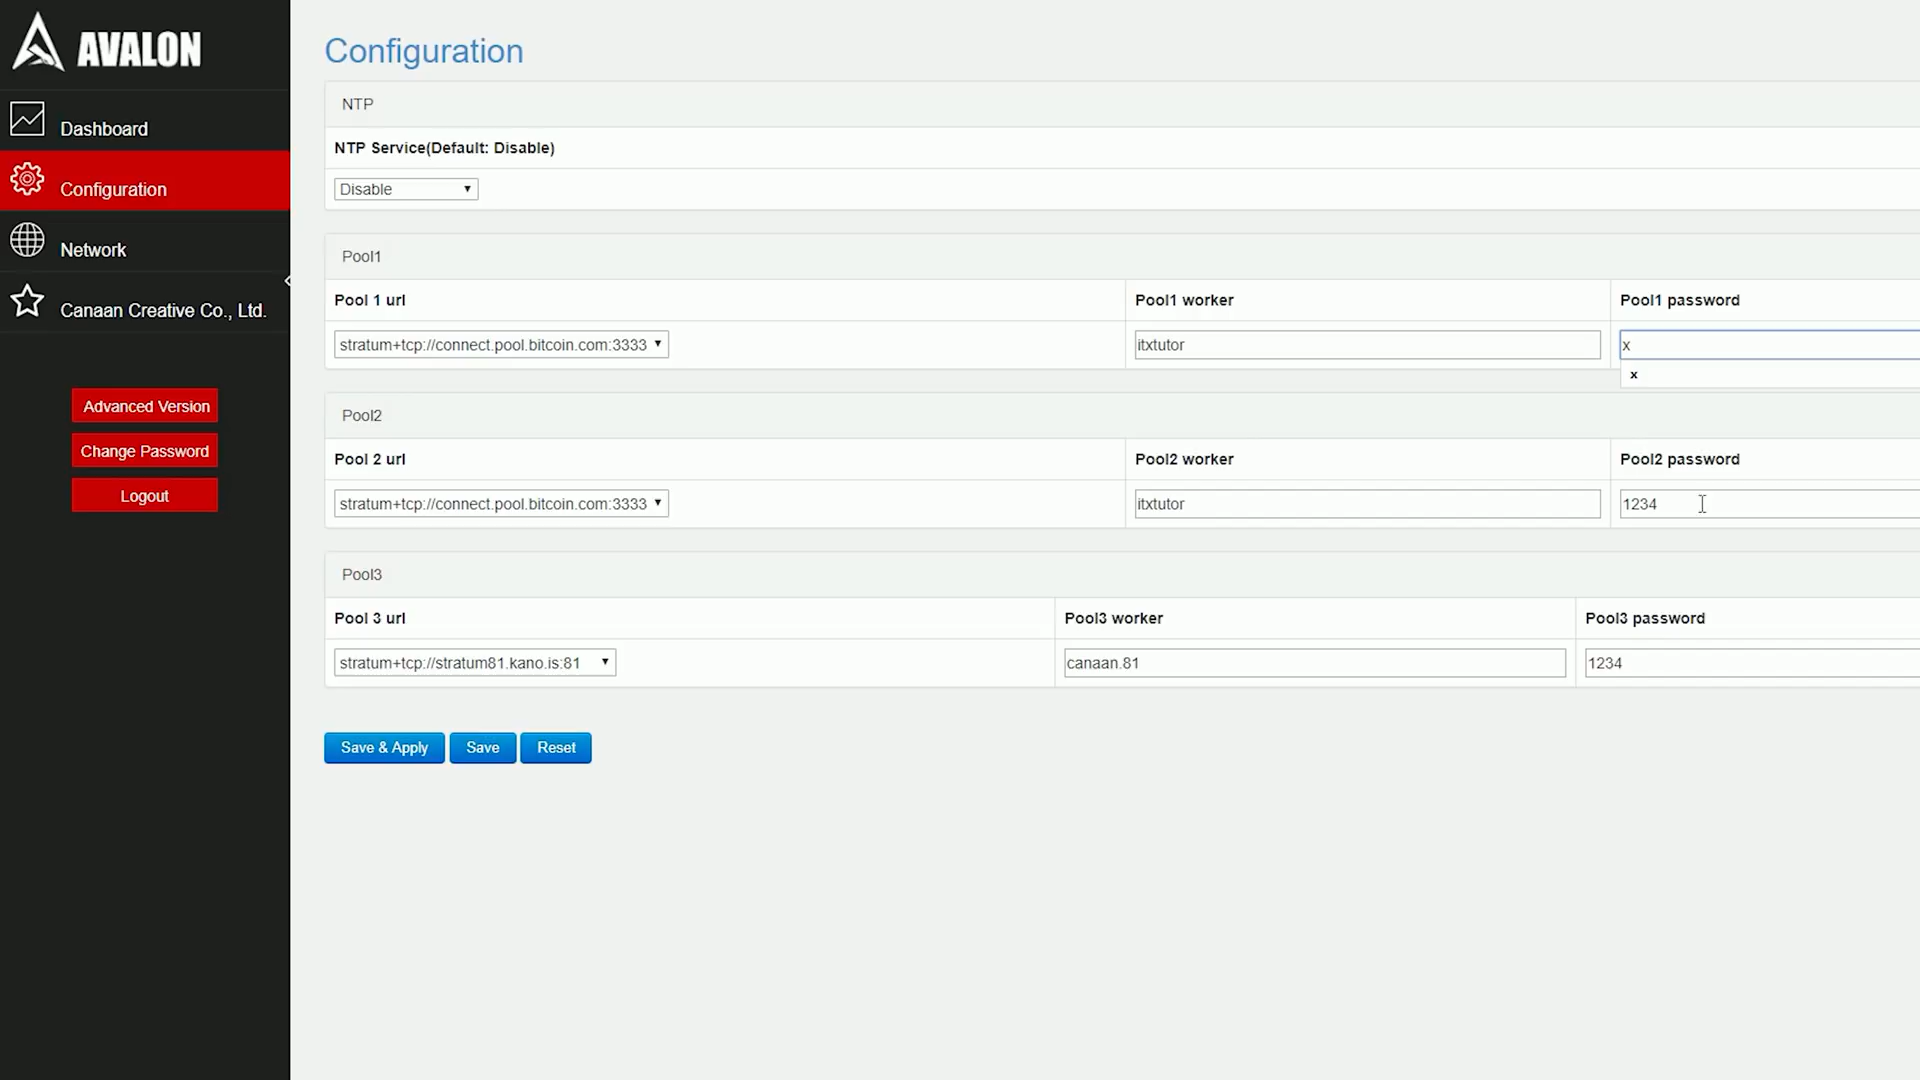 AVALON
Dashboard
Configuration
Network
Canaan Creative Co., Ltd.
Advanced Version
Change Password
Logout
Configuration
NTP
NTP Service(Default: Disable)
Disable
Pool1
Pool 1 url Pool1 worker Pool1 password
stratum+tcp://connect.pool.bitcoin.com:3333 itxtutor x
x
Pool2
Pool 2 url Pool2 worker Pool2 password
stratum+tcp://connect.pool.bitcoin.com:3333 itxtutor 1234
Pool3
Pool 3 url Pool3 worker Pool3 password
stratum+tcp://stratum81.kano.is:81 canaan.81 1234
Save & Apply Save Reset